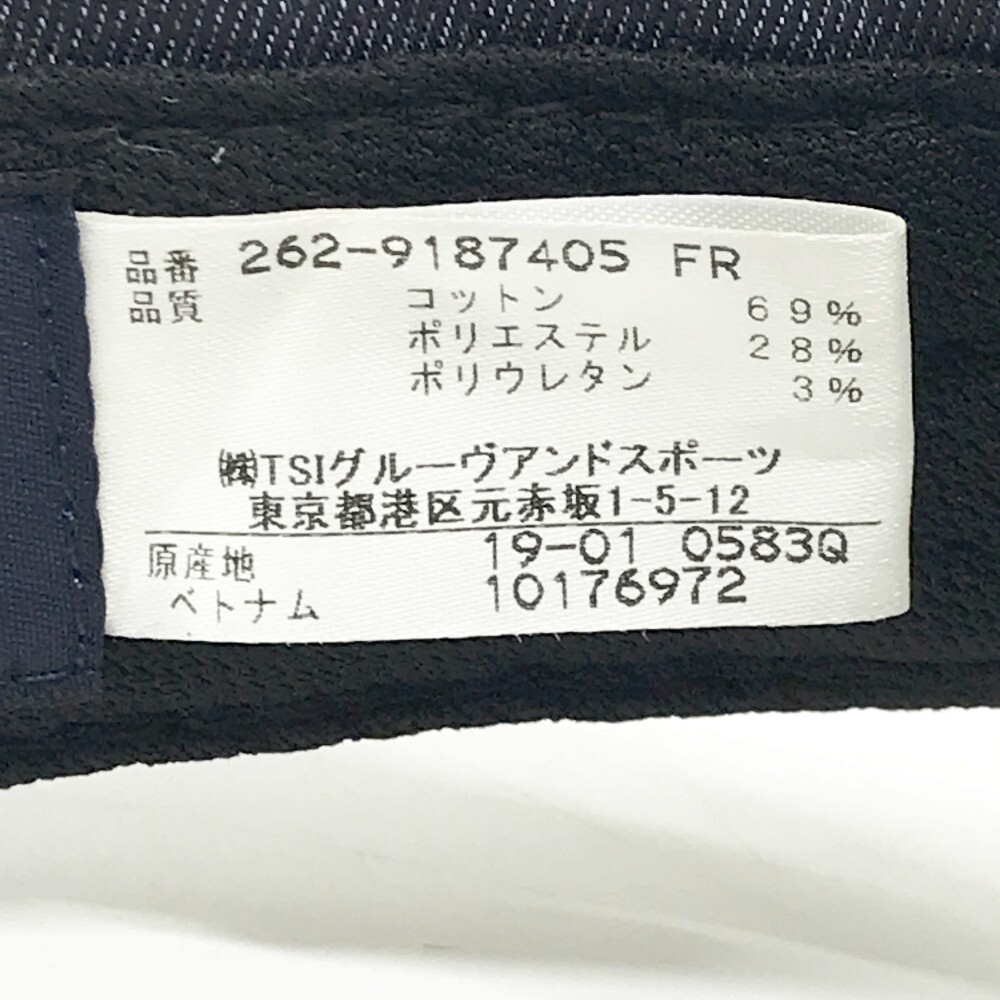 品番 262-9187405 FR
品質 コットン 69%
ポリエステル 28%
ポリウレタン 3%
㈱TSIグルーヴアンドスポーツ
東京都港区元赤坂1-5-12
原産地 19-01 0583Q
ベトナム 10176972